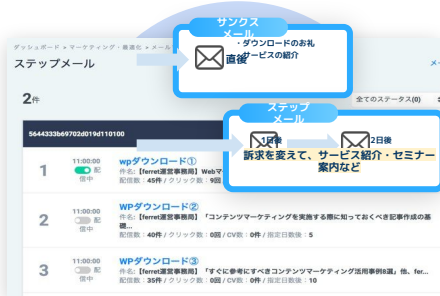 サンクス
メール
・ダウンロードのお礼
サービスの紹介
直後
ダッシュボード > マーケティング・最適化 > メール
ステップメール
メー
2件
全てのステータス(0)
ステップ
メール
1日後
2日後
訴求を変えて、サービス紹介・セミナー
案内など
5644333b69702d019d110100
1
11:00:00
配
信中
wpダウンロード①
件名:【ferret運営事務局】Webマ
配信数：45件 / クリック数：9回
2
11:00:00
配
信中
WPダウンロード②
件名:【ferret運営事務局】「コンテンツマーケティングを実施する際に知っておくべき記事作成の基
礎...
配信数：40件 / クリック数：0回 / CV数：0件 / 指定日数後：5
3
11:00:00
配
信中
WPダウンロード③
件名:【ferret運営事務局】「すぐに参考にすべきコンテンツマーケティング活用事例8選」他、fer...
配信数：35件 / クリック数：0回 / CV数：0件 / 指定日数後：10